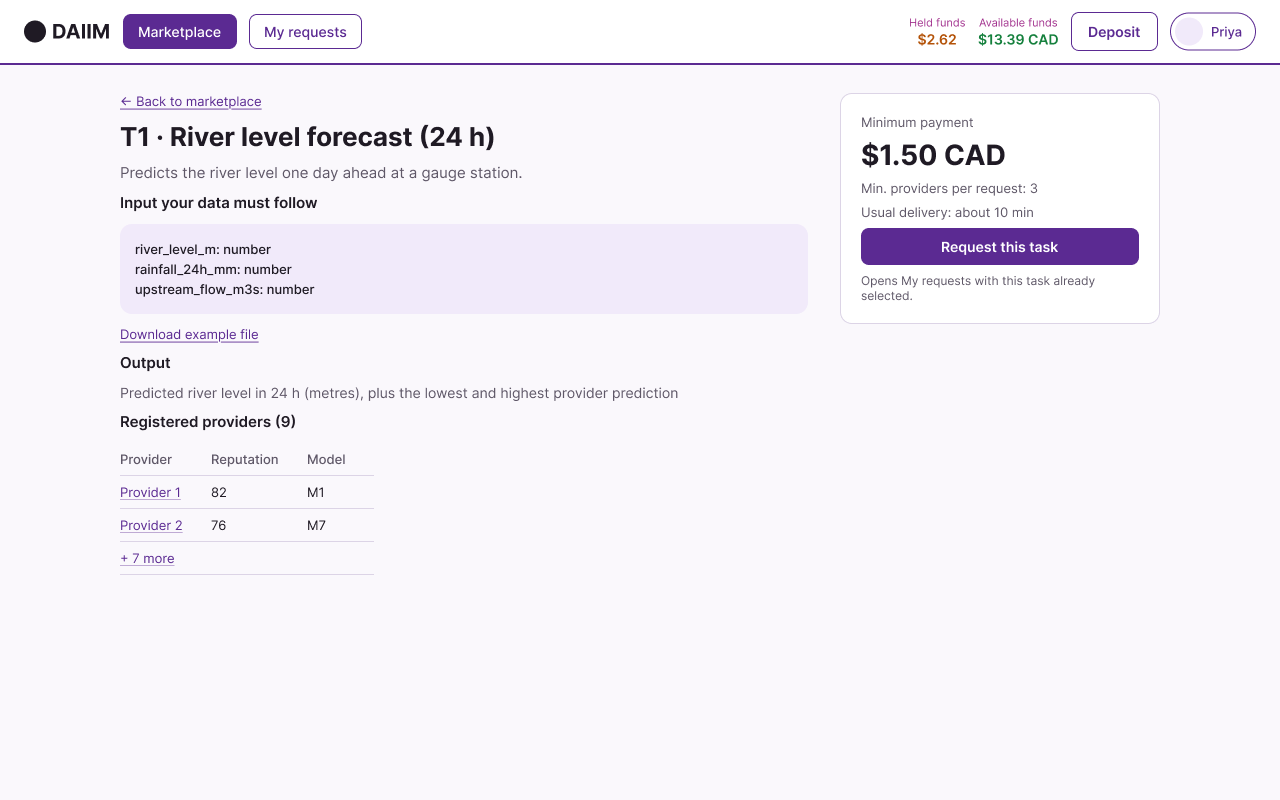 DAIIM
Marketplace
My requests
Held funds
$2.62
Available funds
$13.39 CAD
Deposit
Priya
← Back to marketplace
T1 · River level forecast (24 h)
Predicts the river level one day ahead at a gauge station.
Input your data must follow
river_level_m: number
rainfall_24h_mm: number
upstream_flow_m3s: number
Download example file
Output
Predicted river level in 24 h (metres), plus the lowest and highest provider prediction
Registered providers (9)
Provider Reputation Model
Provider 1 82 M1
Provider 2 76 M7
+ 7 more
Minimum payment
$1.50 CAD
Min. providers per request: 3
Usual delivery: about 10 min
Request this task
Opens My requests with this task already
selected.